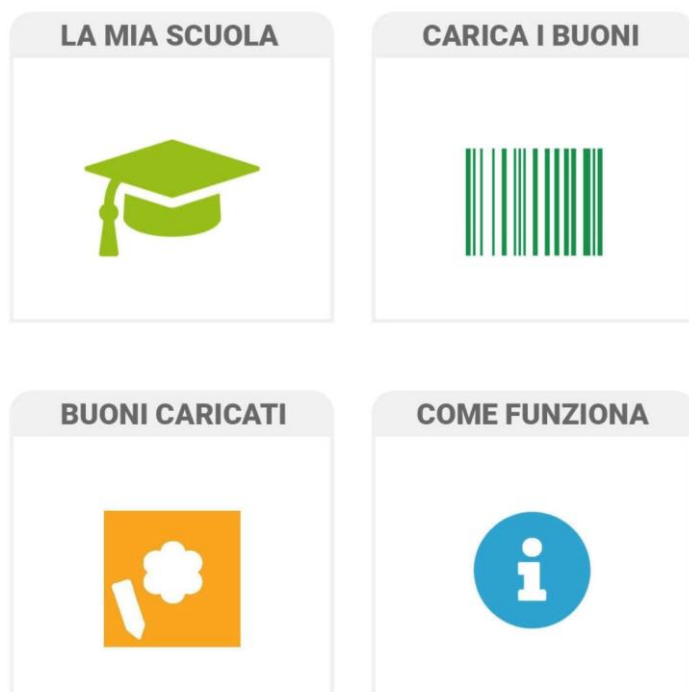 LA MIA SCUOLA
CARICA I BUONI
BUONI CARICATI
COME FUNZIONA